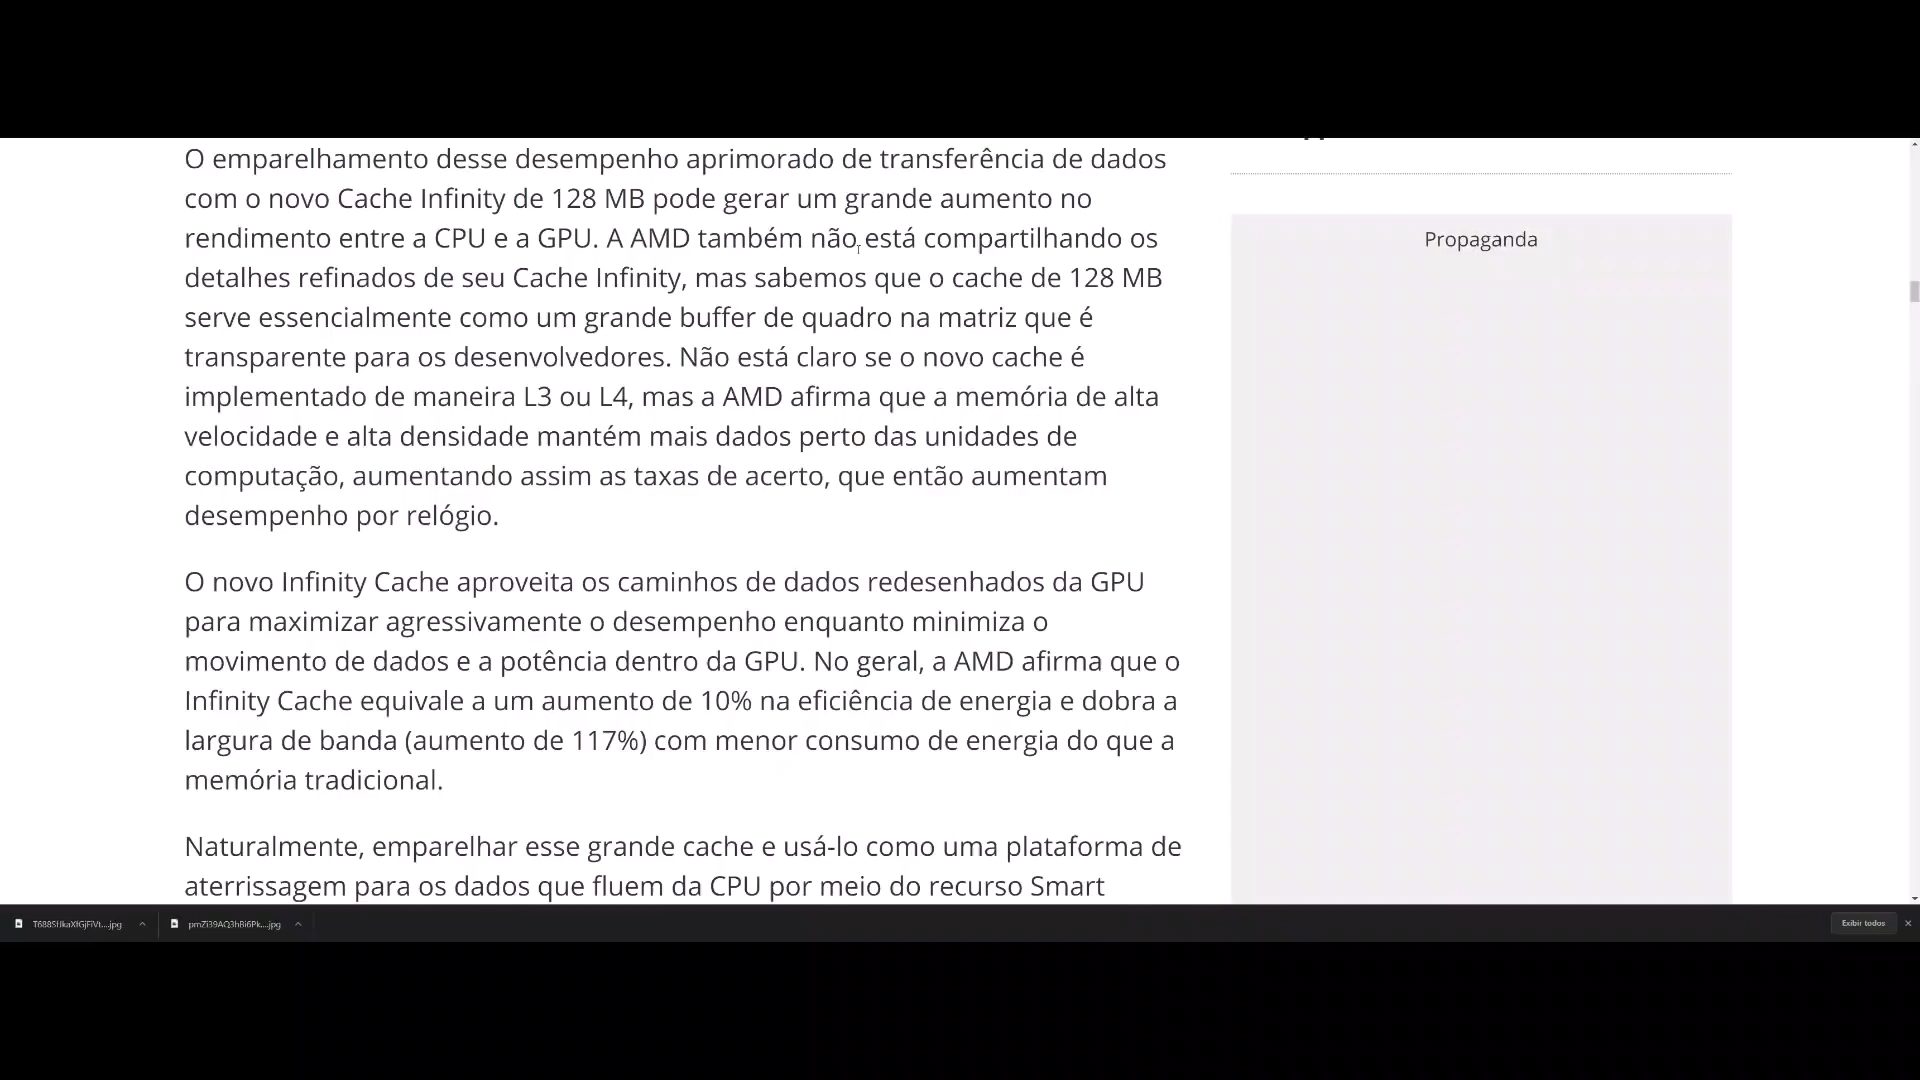 O emparelhamento desse desempenho aprimorado de transferência de dados
com o novo Cache Infinity de 128 MB pode gerar um grande aumento no
rendimento entre a CPU e a GPU. A AMD também não está compartilhando os
detalhes refinados de seu Cache Infinity, mas sabemos que o cache de 128 MB
serve essencialmente como um grande buffer de quadro na matriz que é
transparente para os desenvolvedores. Não está claro se o novo cache é
implementado de maneira L3 ou L4, mas a AMD afirma que a memória de alta
velocidade e alta densidade mantém mais dados perto das unidades de
computação, aumentando assim as taxas de acerto, que então aumentam
desempenho por relógio.
O novo Infinity Cache aproveita os caminhos de dados redesenhados da GPU
para maximizar agressivamente o desempenho enquanto minimiza o
movimento de dados e a potência dentro da GPU. No geral, a AMD afirma que o
Infinity Cache equivale a um aumento de 10% na eficiência de energia e dobra a
largura de banda (aumento de 117%) com menor consumo de energia do que a
memória tradicional.
Naturalmente, emparelhar esse grande cache e usá-lo como uma plataforma de
aterrissagem para os dados que fluem da CPU por meio do recurso Smart
Propaganda
Exibir todos